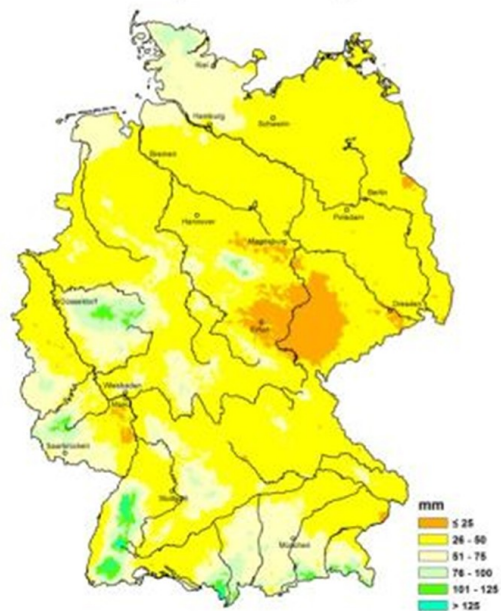 Kiel
Hamburg
Schwerin
Bremen
Berlin
Hannover
Potsdam
Magdeburg
Düsseldorf
Dresden
Erfurt
Wiesbaden
Mainz
Saarbrücken
Stuttgart
München
mm
≤ 25
26 - 50
51 - 75
76 - 100
101 - 125
> 125